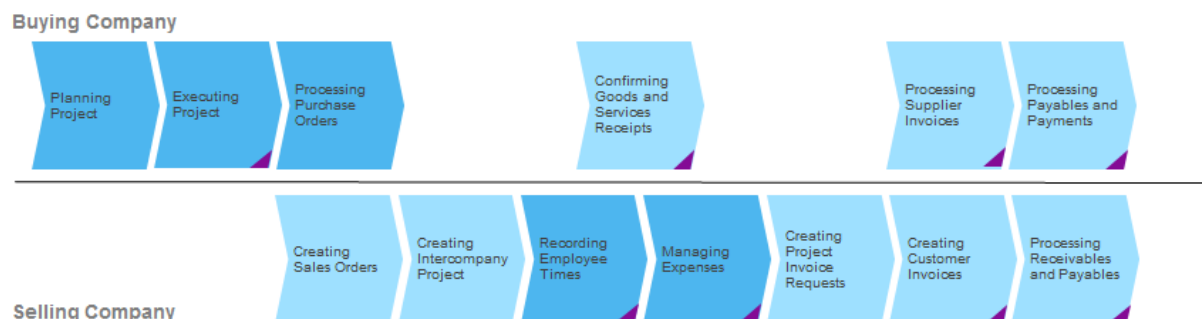 Buying Company
Planning
Project
Executing
Project
Processing
Purchase
Orders
Confirming
Goods and
Services
Receipts
Processing
Supplier
Invoices
Processing
Payables and
Payments
Creating
Sales Orders
Creating
Intercompany
Project
Recording
Employee
Times
Managing
Expenses
Creating
Project
Invoice
Requests
Creating
Customer
Invoices
Processing
Receivables
and Payables
Selling Company